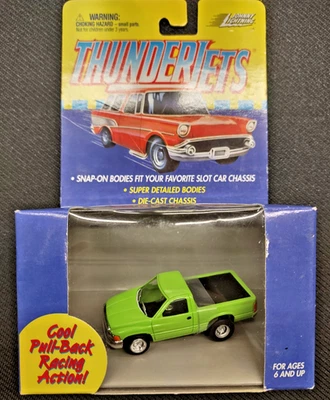 WARNING:
CHOKING HAZARD - small parts.
Not for children under 3 years.
JOHNNY
LIGHTNING
THUNDERJETS
• SNAP-ON BODIES FIT YOUR FAVORITE SLOT CAR CHASSIS
• SUPER DETAILED BODIES
• DIE-CAST CHASSIS
Cool
Pull-Back
Racing
Action!
FOR AGES
6 AND UP